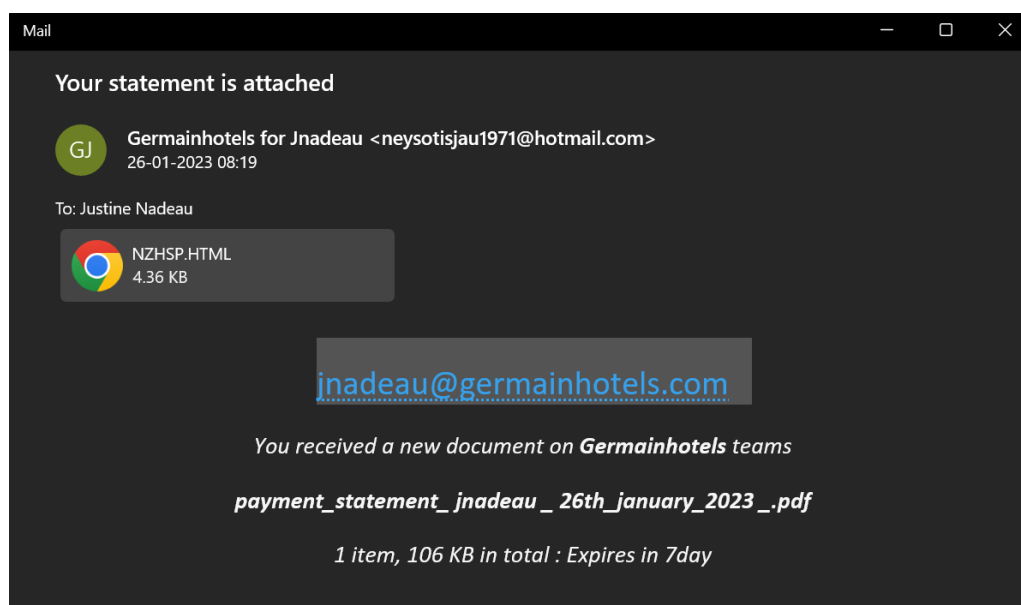 Mail
Your statement is attached
GJ
Germainhotels for Jnadeau <neysotisjau1971@hotmail.com>
26-01-2023 08:19
To: Justine Nadeau
NZHSP.HTML
4.36 KB
jnadeau@germainhotels.com
You received a new document on Germainhotels teams
payment_statement_ jnadeau _ 26th_january_2023 _.pdf
1 item, 106 KB in total : Expires in 7day